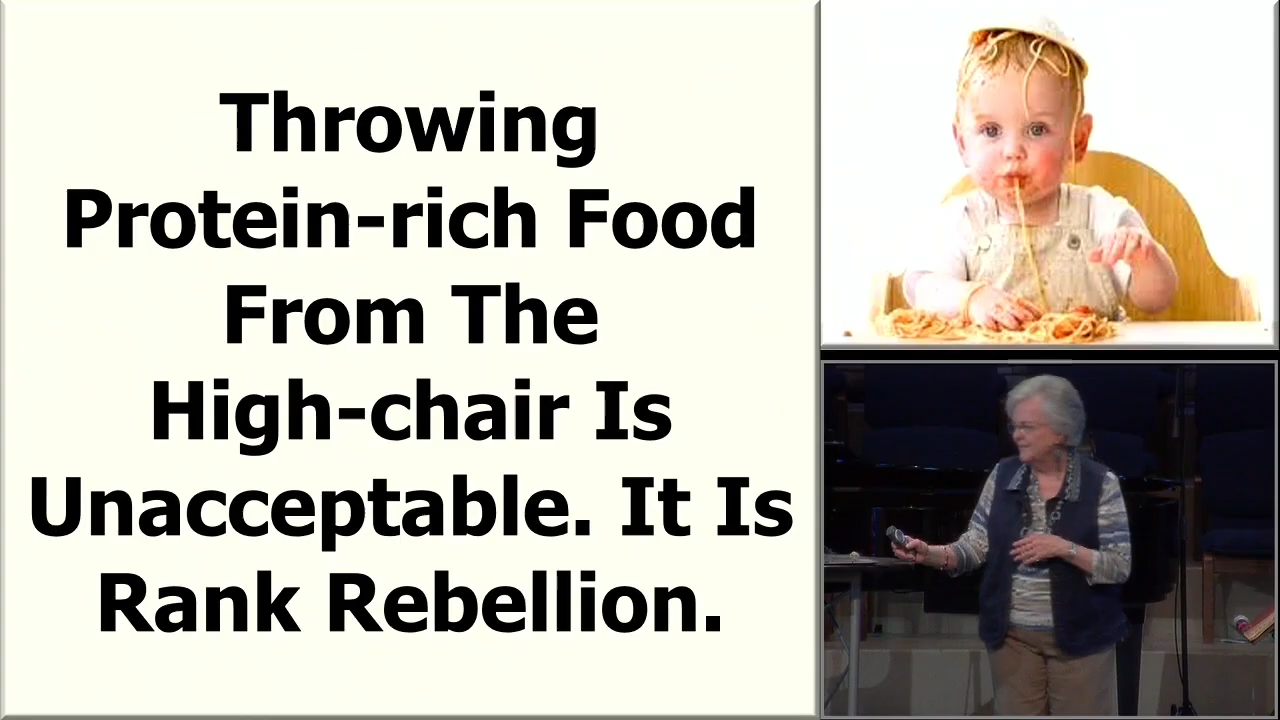 Throwing
Protein-rich Food
From The
High-chair Is
Unacceptable. It Is
Rank Rebellion.